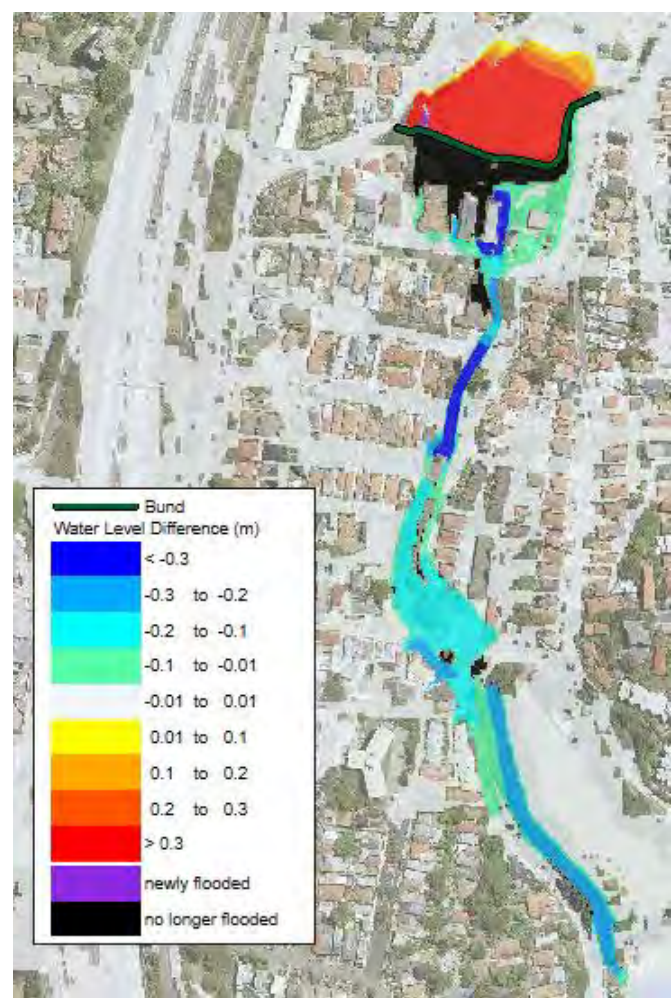 Bund
Water Level Difference (m)
< -0.3
-0.3 to -0.2
-0.2 to -0.1
-0.1 to -0.01
-0.01 to 0.01
0.01 to 0.1
0.1 to 0.2
0.2 to 0.3
> 0.3
newly flooded
no longer flooded